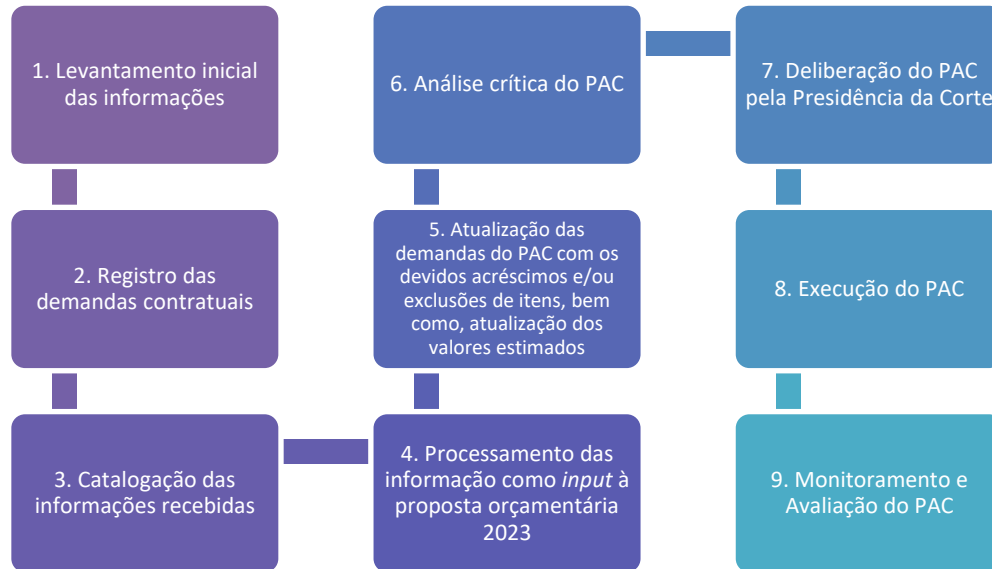 1. Levantamento inicial
das informações
2. Registro das
demandas contratuais
3. Catalogação das
informações recebidas
4. Processamento das
informação como input à
proposta orçamentária
2023
5. Atualização das
demandas do PAC com os
devidos acréscimos e/ou
exclusões de itens, bem
como, atualização dos
valores estimados
6. Análise crítica do PAC
7. Deliberação do PAC
pela Presidência da Corte
8. Execução do PAC
9. Monitoramento e
Avaliação do PAC